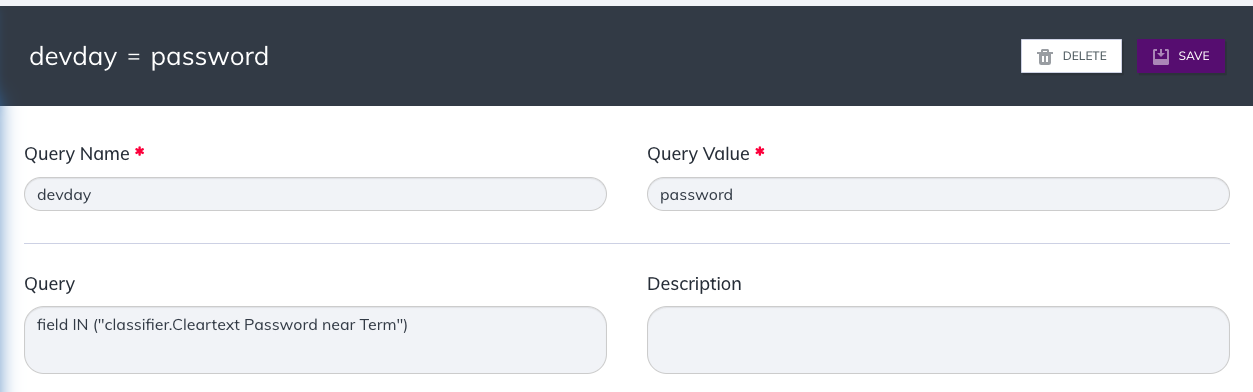 devday = password
DELETE
SAVE
Query Name *
Query Value *
devday
password
Query
Description
field IN ("classifier.Cleartext Password near Term")